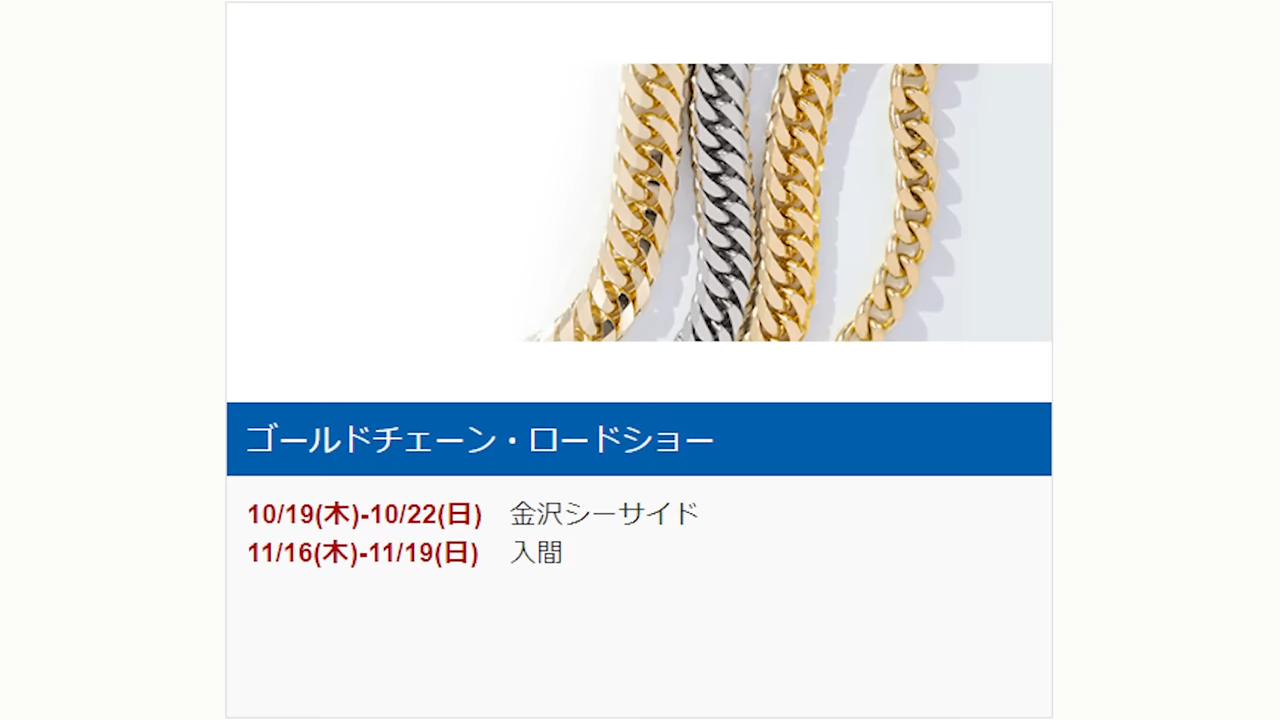 ゴールドチェーン・ロードショー
10/19(木)-10/22(日) 金沢シーサイド
11/16(木)-11/19(日) 入間